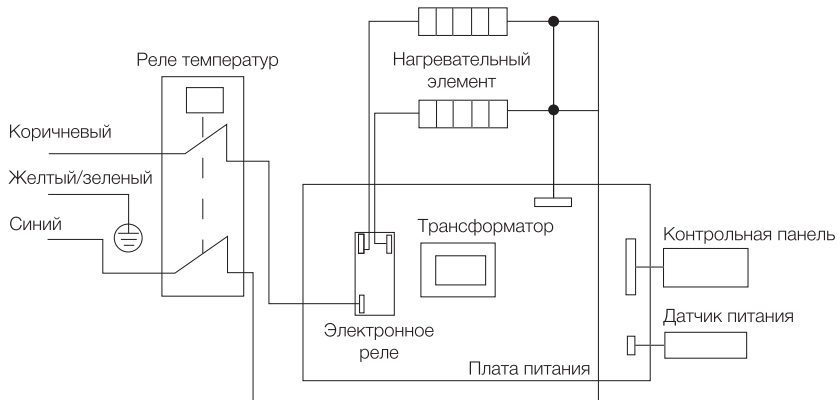 Реле температур
Нагревательный
элемент
Коричневый
Желтый/зеленый
Синий
Трансформатор
Контрольная панель
Датчик питания
Электронное
реле
Плата питания